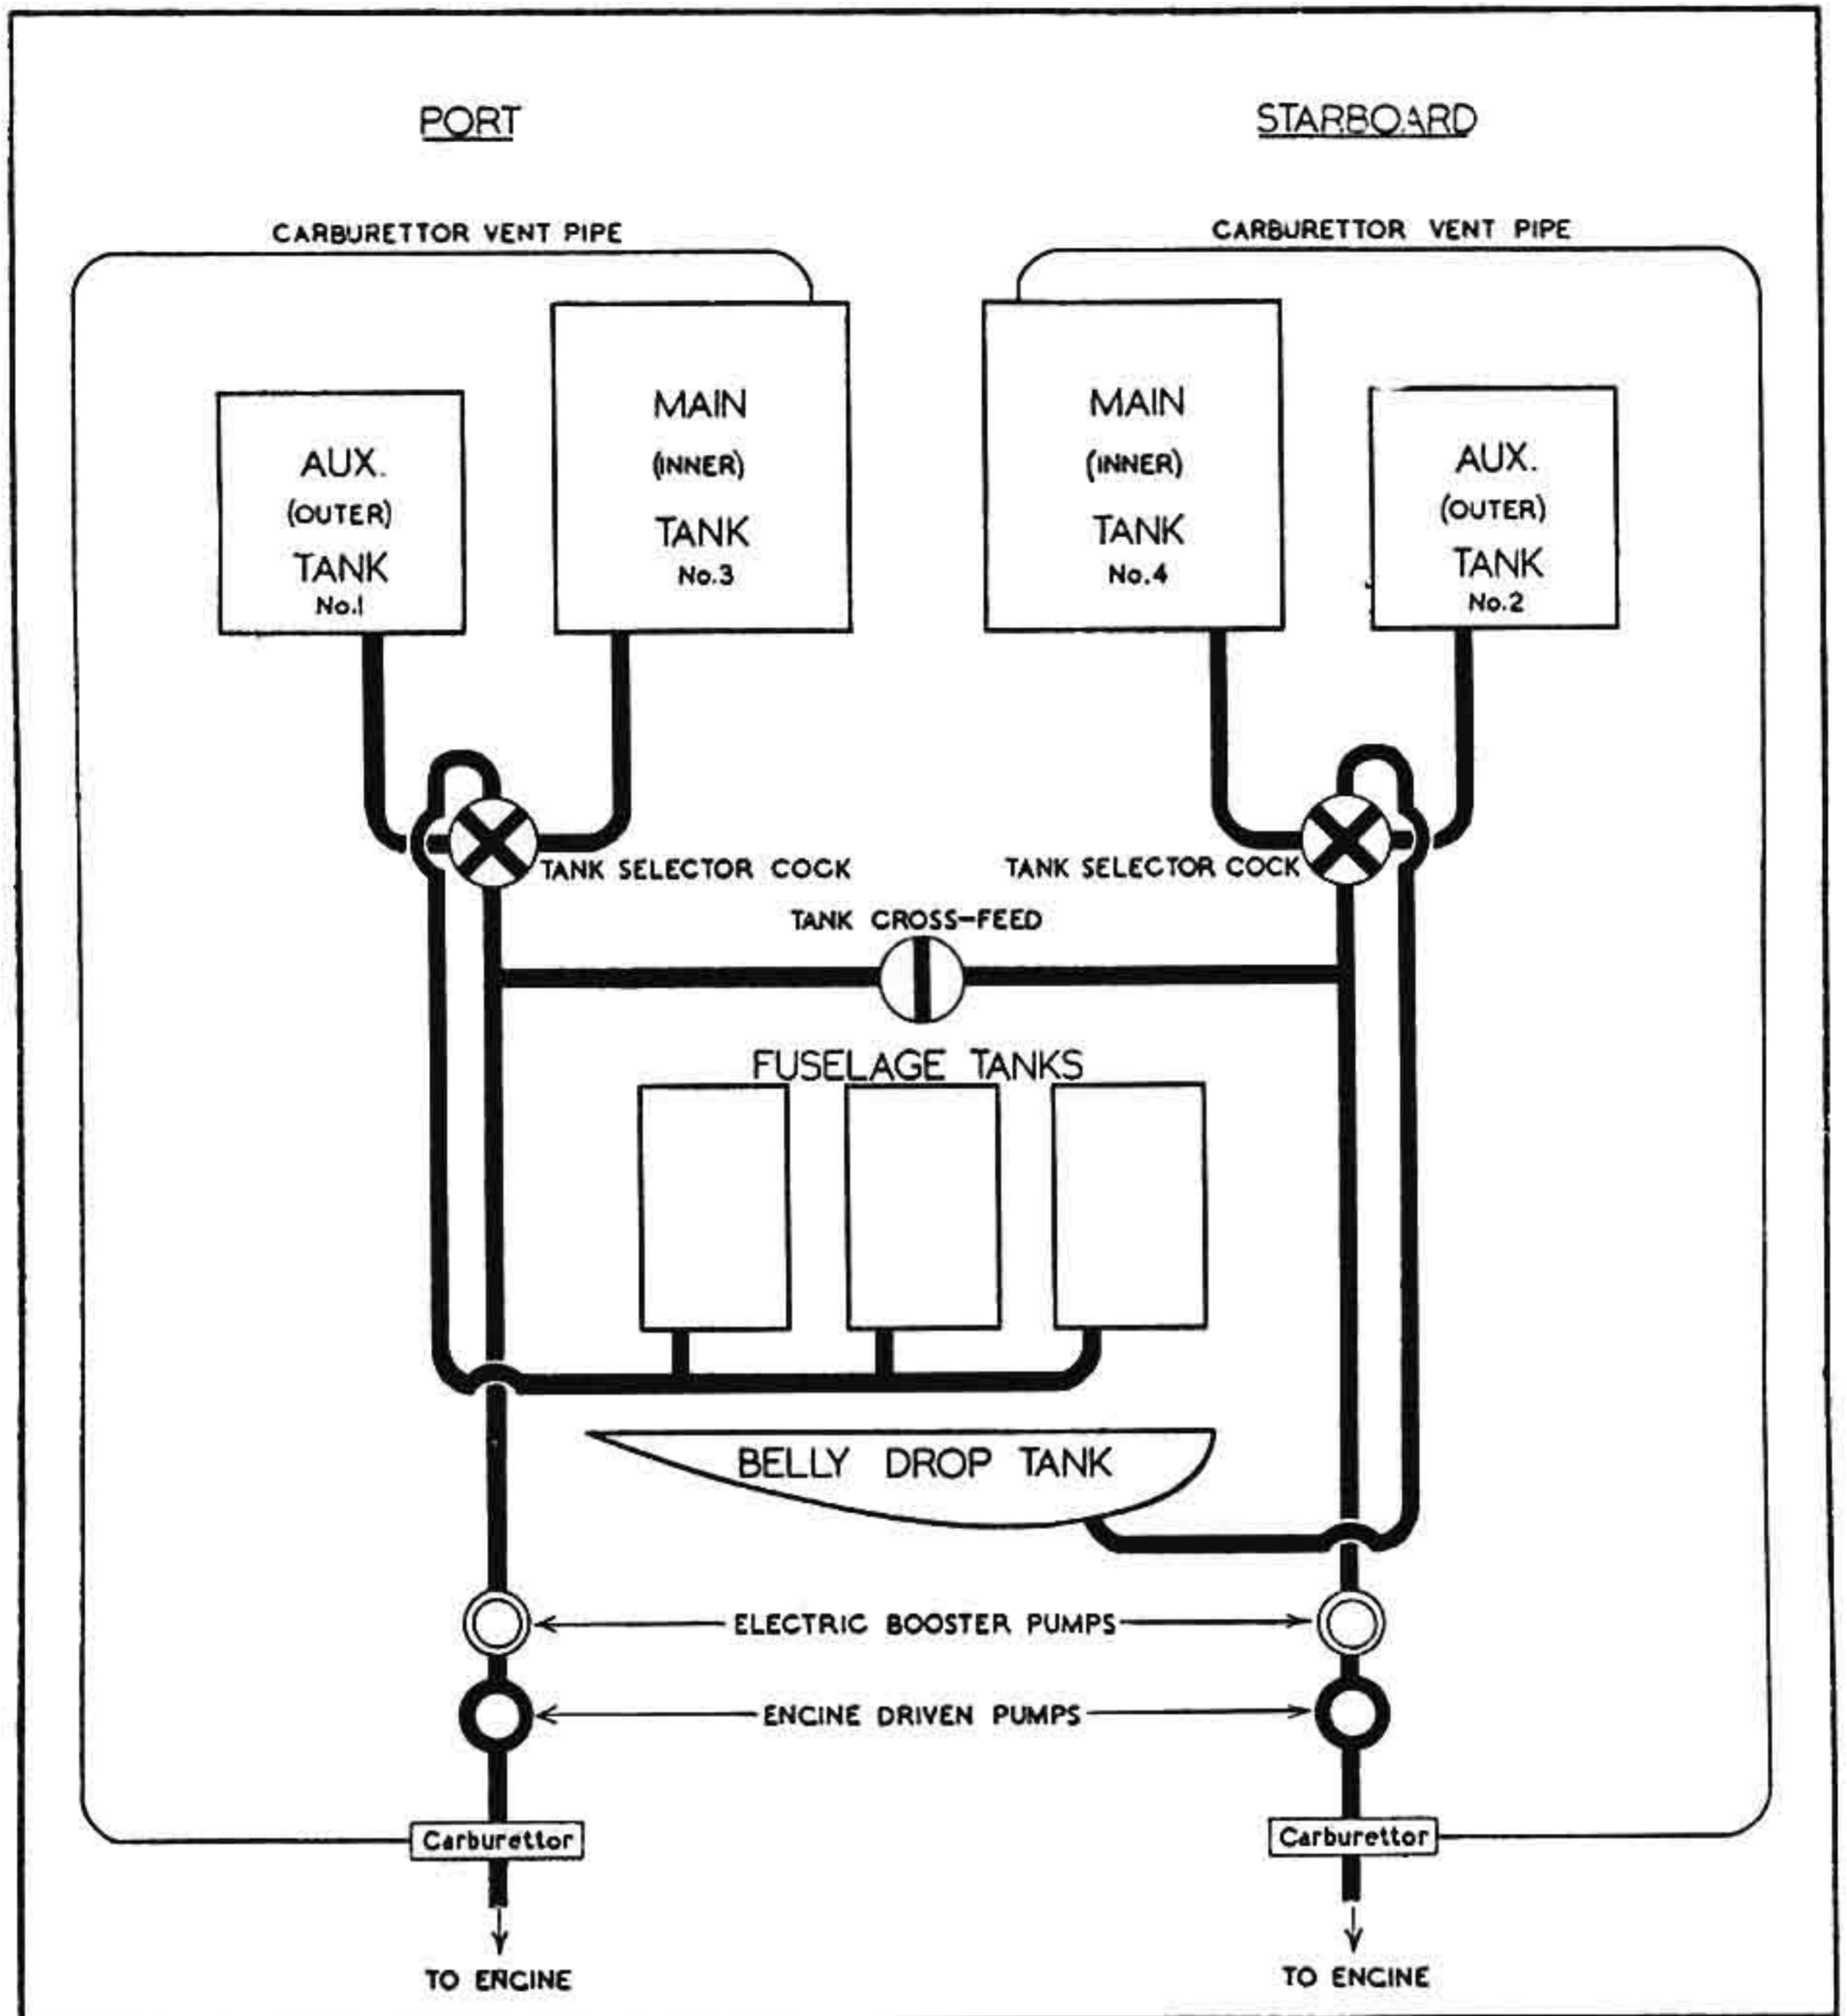 PORT
STARBOARD
CARBURETTOR VENT PIPE
CARBURETTOR VENT PIPE
AUX.
(OUTER)
TANK
No.1
MAIN
(INNER)
TANK
No.3
MAIN
(INNER)
TANK
No.4
AUX.
(OUTER)
TANK
No.2
TANK SELECTOR COCK
TANK SELECTOR COCK
TANK CROSS-FEED
FUSELAGE TANKS
BELLY DROP TANK
ELECTRIC BOOSTER PUMPS
ENGINE DRIVEN PUMPS
Carburettor
Carburettor
TO ENGINE
TO ENGINE